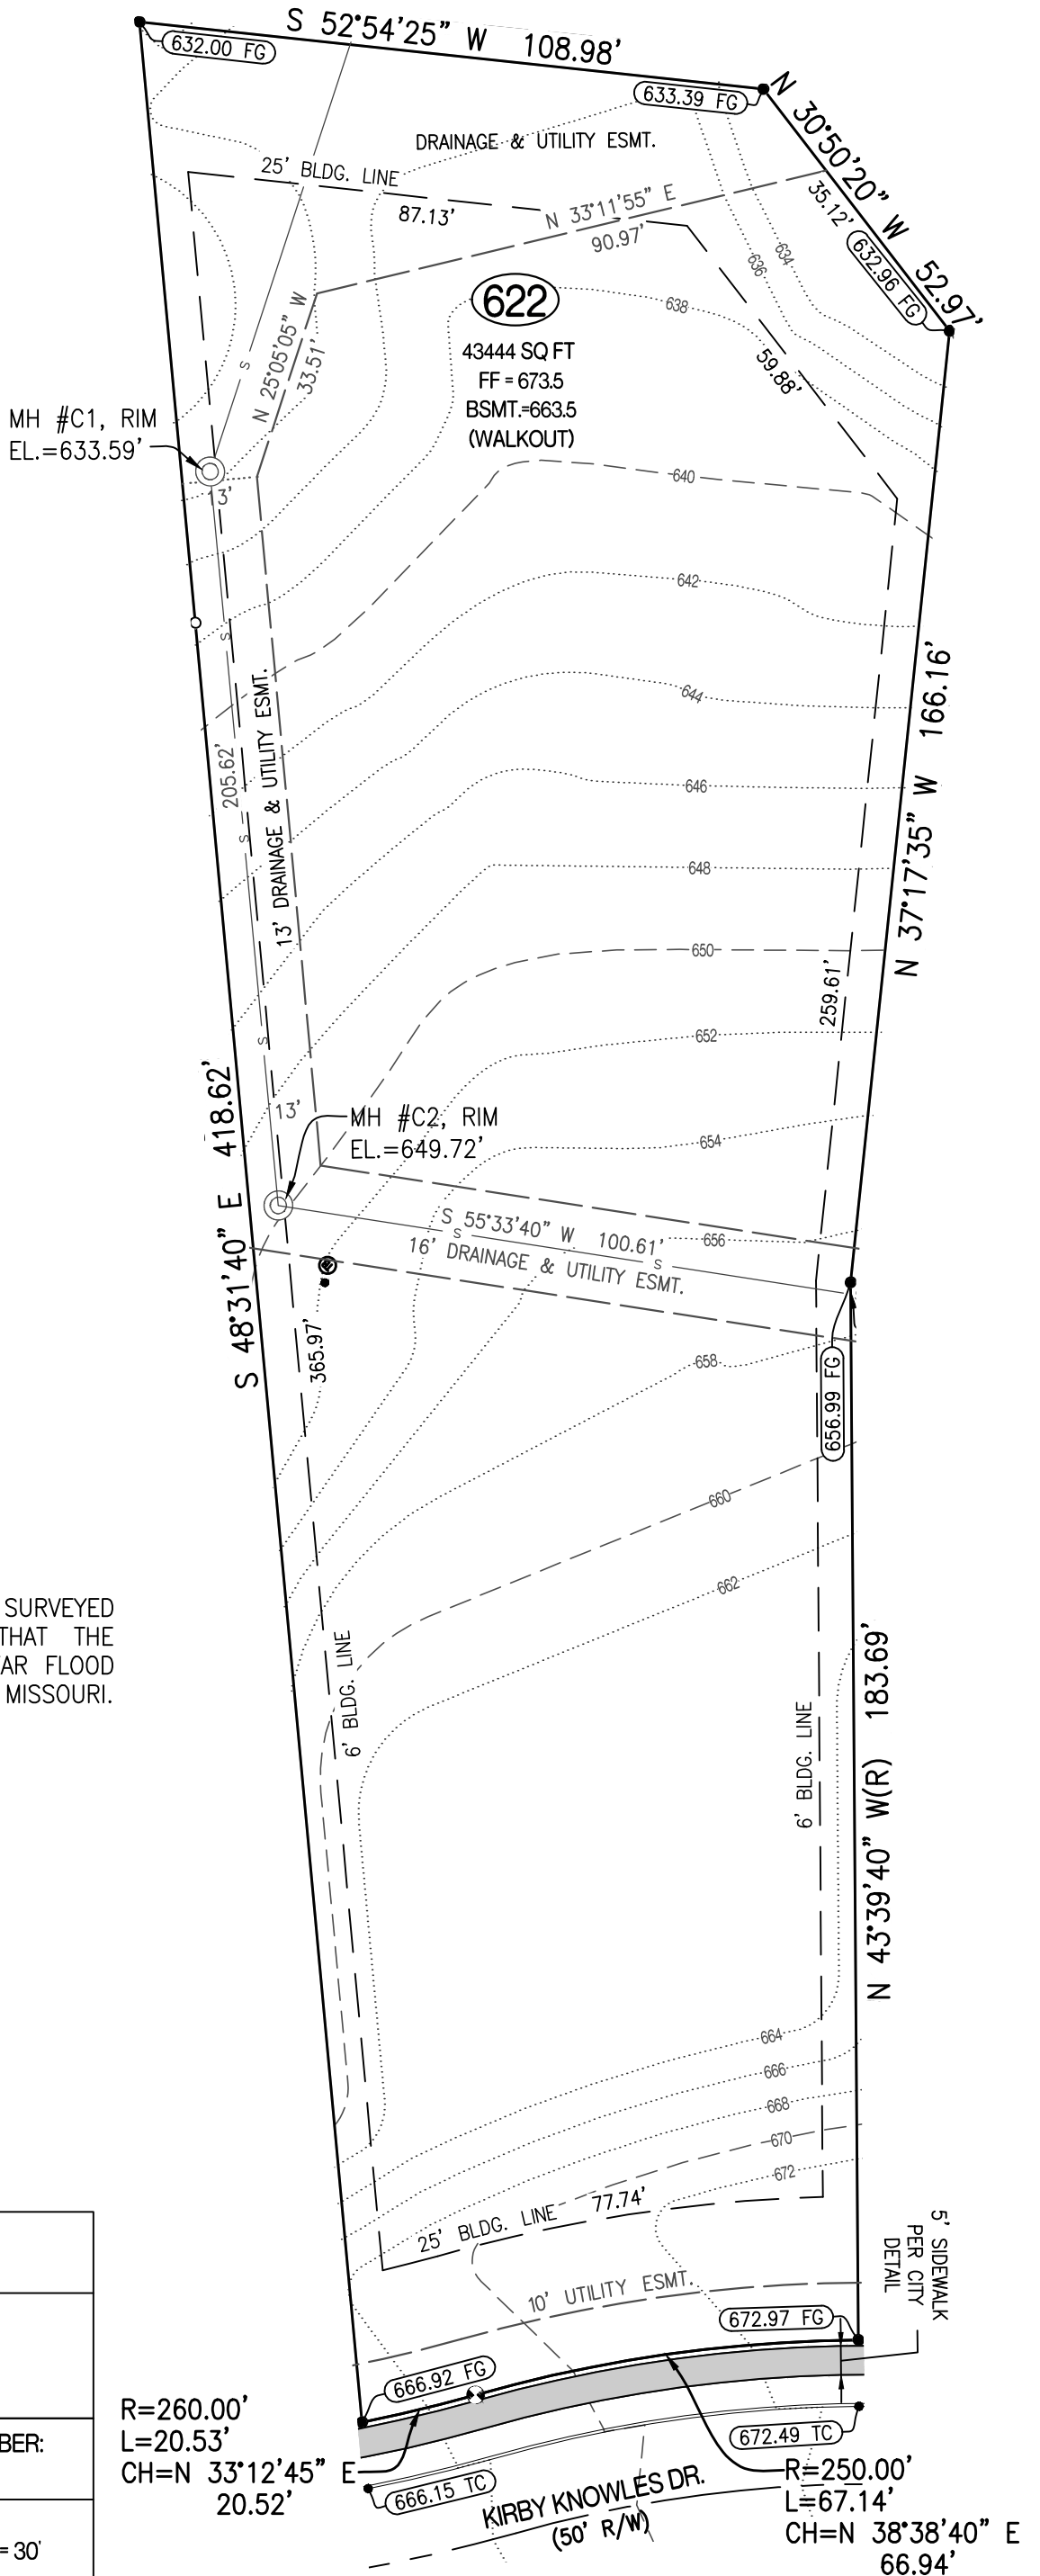 S 52°54'25" W 108.98'
632.00 FG
633.39 FG
N 30°50'20" W 52.97'
35.12'
632.96 FG
DRAINAGE & UTILITY ESMT.
25' BLDG. LINE
87.13'
N 33°11'55" E
90.97'
636
634
622
638
43444 SQ FT
FF = 673.5
BSMT.=663.5
(WALKOUT)
59.88'
N 25°05'05" W
33.51'
S
MH #C1, RIM
EL.=633.59'
13'
640
642
S
644
N 37°17'35" W 166.16'
13' DRAINAGE & UTILITY ESMT.
205.62'
646
S
648
650
259.61'
652
S
13'
MH #C2, RIM
EL.=649.72'
654
S 48°31'40" E 418.62'
S 55°33'40" W 100.61'
S
S
656
16' DRAINAGE & UTILITY ESMT.
365.97'
658
656.99 FG
660
662
SURVEYED
THAT THE
AR FLOOD
MISSOURI.
6' BLDG. LINE
6' BLDG. LINE
N 43°39'40" W(R) 183.69'
664
666
668
670
672
25' BLDG. LINE 77.74'
5' SIDEWALK
PER CITY
DETAIL
10' UTILITY ESMT.
672.97 FG
666.92 FG
R=260.00'
L=20.53'
CH=N 33°12'45" E
20.52'
BER:
672.49 TC
666.15 TC
KIRBY KNOWLES DR.
(50' R/W)
R=250.00'
L=67.14'
CH=N 38°38'40" E
66.94'
= 30'